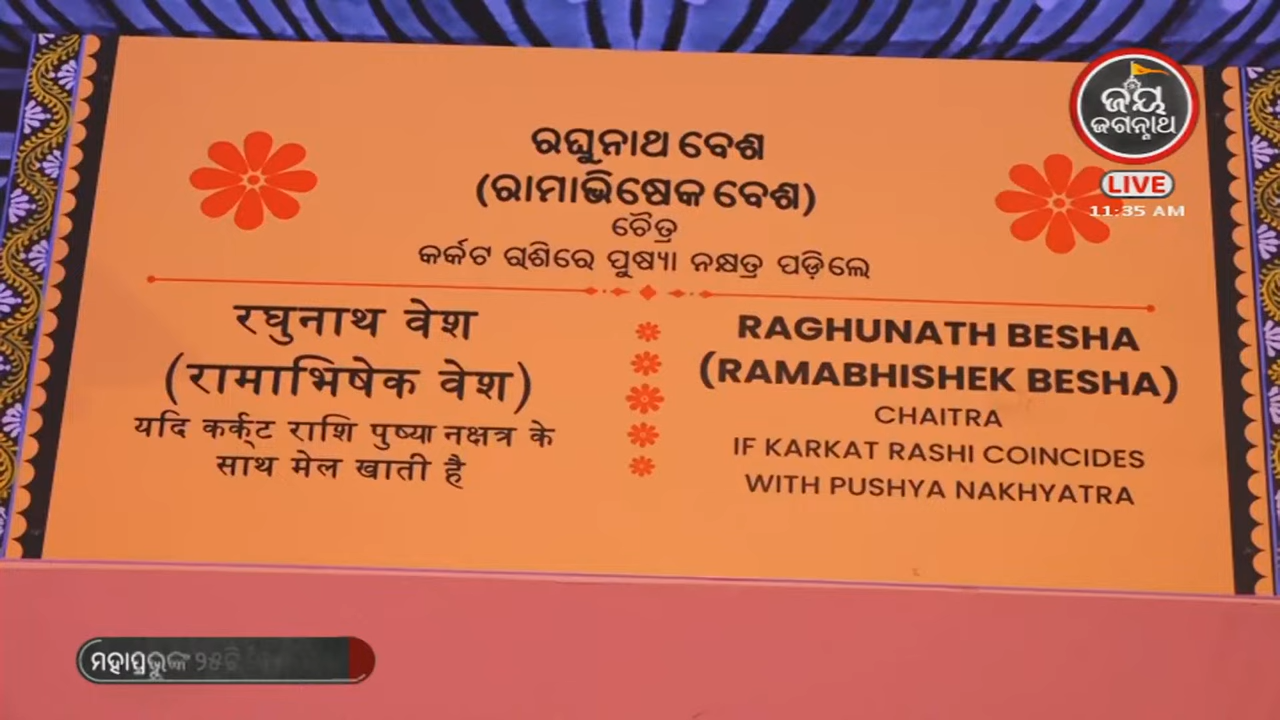 ରଘୁନାଥ ବେଶ
(ରାମାଭିଷେକ ବେଶ)
ଚୈତ୍ର
କର୍କଟ ରାଶିରେ ପୁଷ୍ୟା ନକ୍ଷତ୍ର ପଡ଼ିଲେ
रघुनाथ वेश
(रामाभिषेक वेश)
यदि कर्क्ट राशि पुष्या नक्षत्र के
साथ मेल खाती है
RAGHUNATH BESHA
(RAMABHISHEK BESHA)
CHAITRA
IF KARKAT RASHI COINCIDES
WITH PUSHYA NAKHYATRA
ଜୟ
ଜଗନ୍ନାଥ
LIVE
11:35 AM
ମହାପ୍ରଭୁଙ୍କ ୨୫ଟି